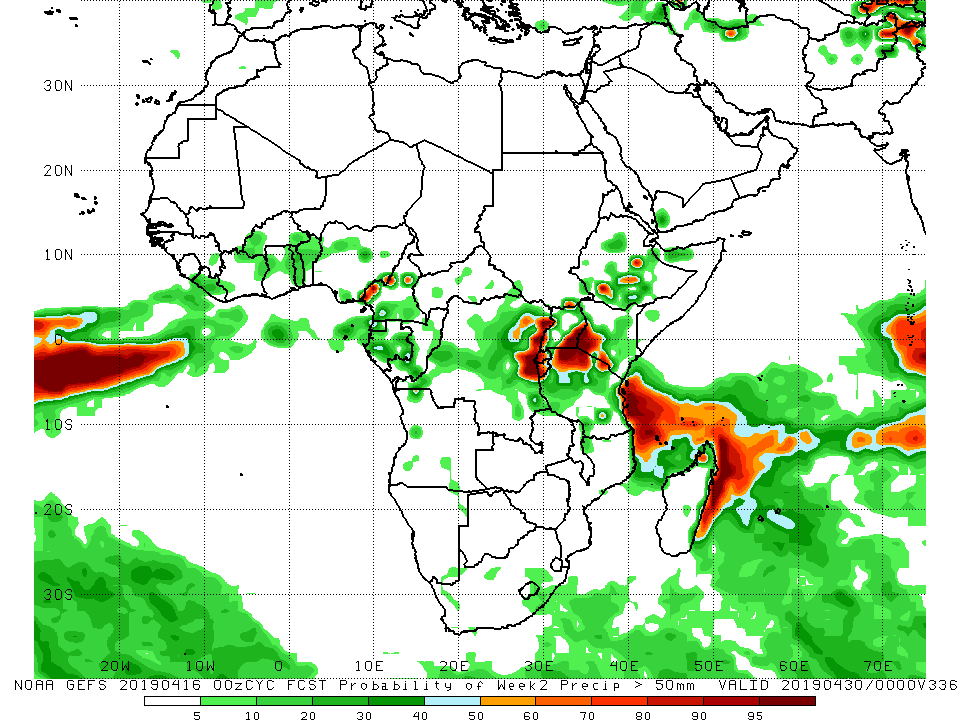 30N
20N
10N
0
10S
20S
30S
20W 10W 0 10E 20E 30E 40E 50E 60E 70E
NOAA GEFS 20190416 00zCYC FCST Probability of Week2 Precip > 50mm VALID 20190430/0000V336
5 10 20 30 40 50 60 70 80 90 95